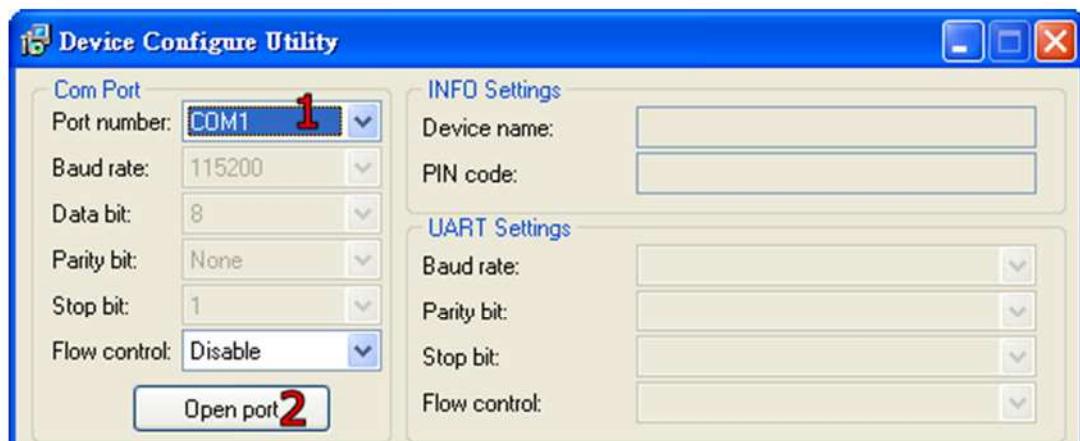 Device Configure Utility
Com Port
Port number: COM1 1
Baud rate: 115200
Data bit: 8
Parity bit: None
Stop bit: 1
Flow control: Disable
Open port 2
INFO Settings
Device name:
PIN code:
UART Settings
Baud rate:
Parity bit:
Stop bit:
Flow control: